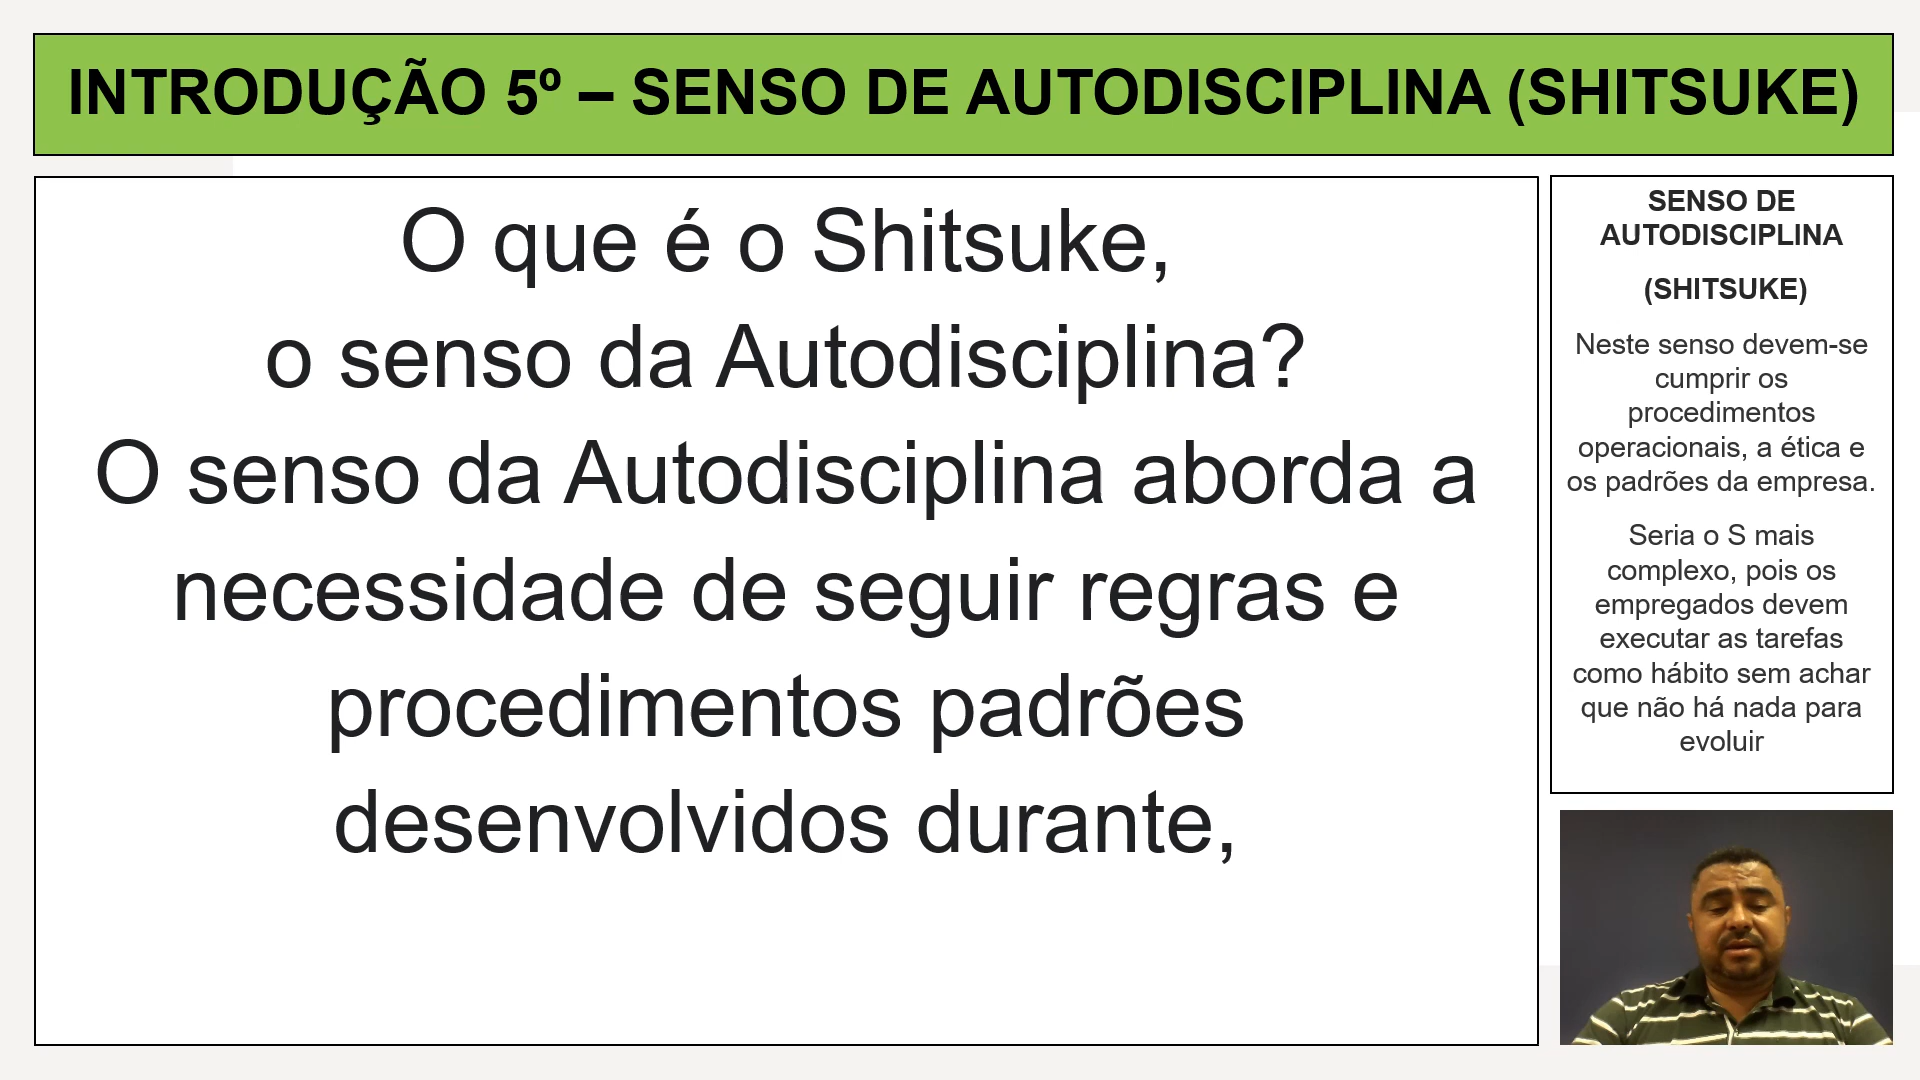 INTRODUÇÃO 5º – SENSO DE AUTODISCIPLINA (SHITSUKE)
O que é o Shitsuke,
o senso da Autodisciplina?
O senso da Autodisciplina aborda a
necessidade de seguir regras e
procedimentos padrões
desenvolvidos durante,
SENSO DE
AUTODISCIPLINA
(SHITSUKE)
Neste senso devem-se
cumprir os
procedimentos
operacionais, a ética e
os padrões da empresa.
Seria o S mais
complexo, pois os
empregados devem
executar as tarefas
como hábito sem achar
que não há nada para
evoluir